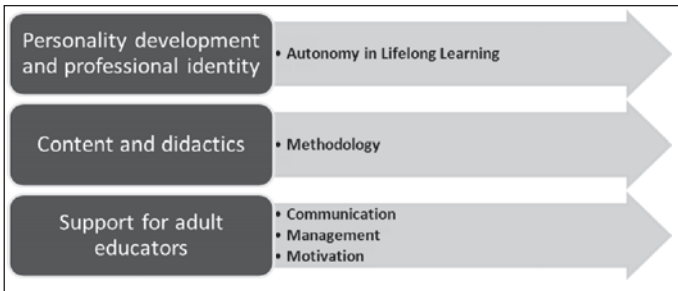 Personality development
and professional identity
• Autonomy in Lifelong Learning
Content and didactics
• Methodology
Support for adult
educators
• Communication
• Management
• Motivation